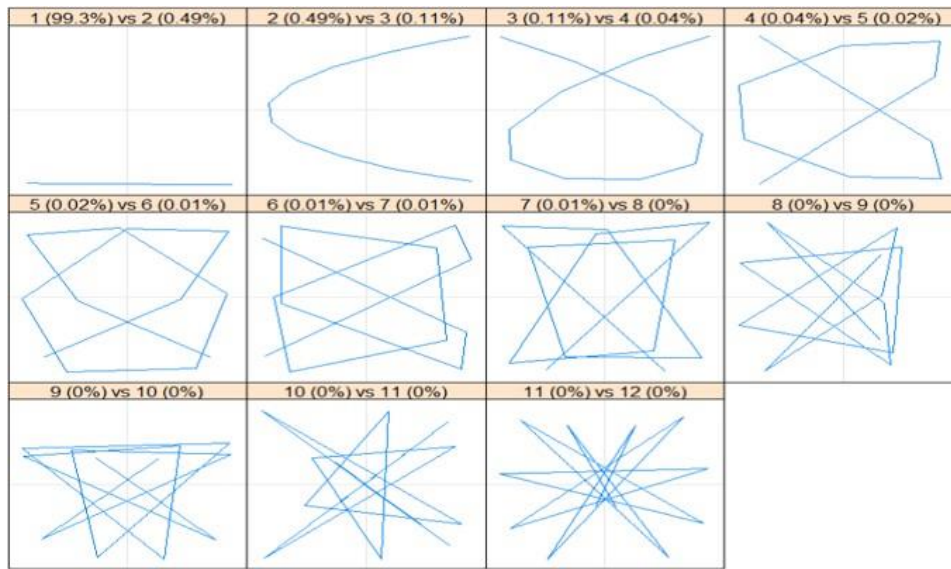 1 (99.3%) vs 2 (0.49%)
2 (0.49%) vs 3 (0.11%)
3 (0.11%) vs 4 (0.04%)
4 (0.04%) vs 5 (0.02%)
5 (0.02%) vs 6 (0.01%)
6 (0.01%) vs 7 (0.01%)
7 (0.01%) vs 8 (0%)
8 (0%) vs 9 (0%)
9 (0%) vs 10 (0%)
10 (0%) vs 11 (0%)
11 (0%) vs 12 (0%)